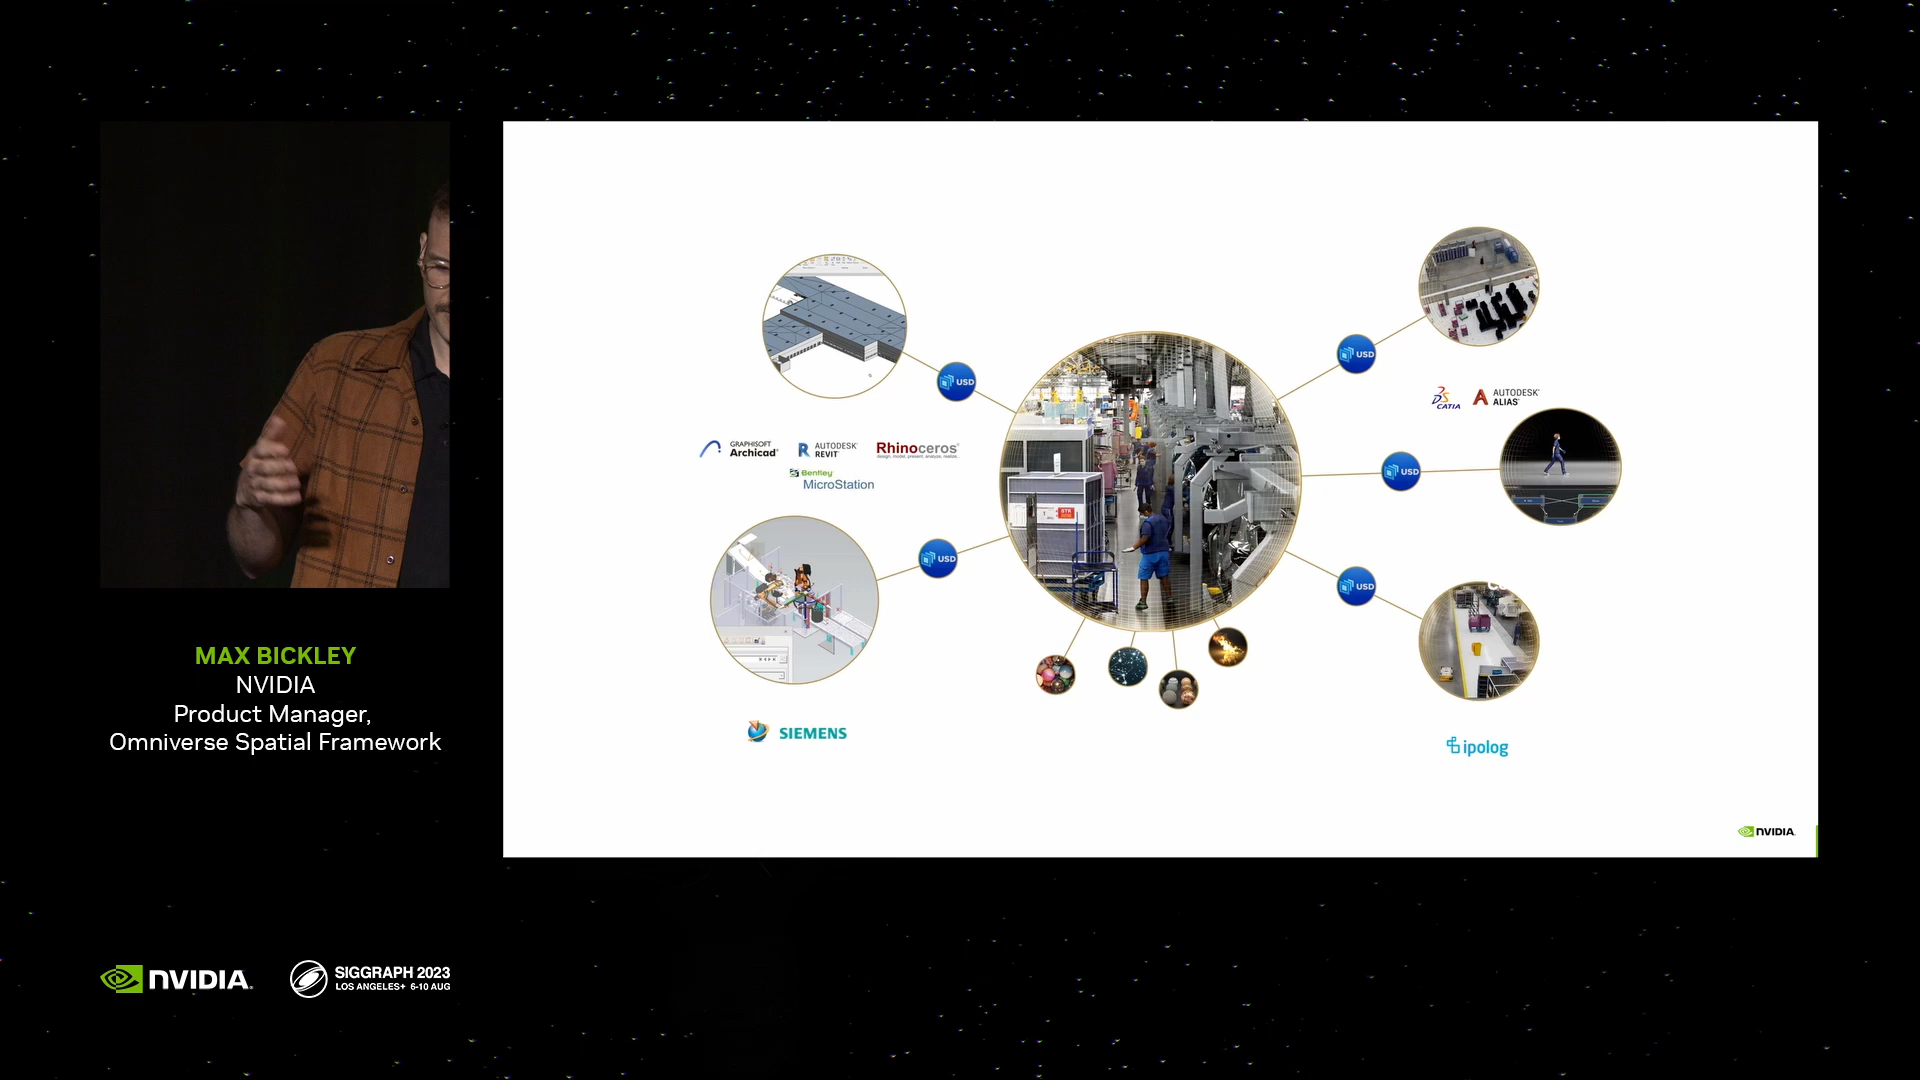 USD
USD
DS
CATIA
AUTODESK
ALIAS
GRAPHISOFT
Archicad
R
AUTODESK
REVIT
Rhinoceros
design, model, present, analyze, realize...
Bentley
MicroStation
USD
USD
USD
MAX BICKLEY
NVIDIA
Product Manager,
Omniverse Spatial Framework
SIEMENS
ipolog
NVIDIA.
NVIDIA.
SIGGRAPH 2023
LOS ANGELES+ 6-10 AUG